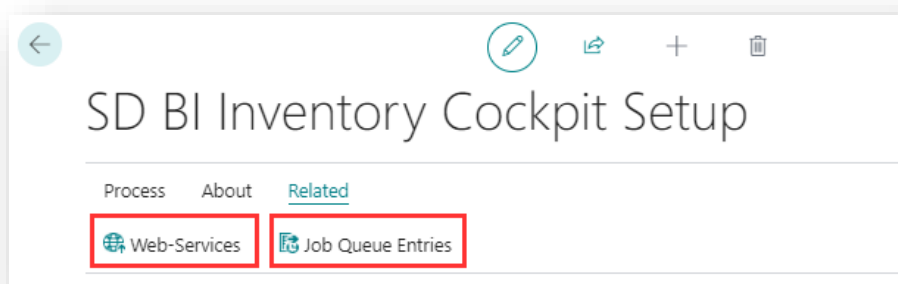 SD BI Inventory Cockpit Setup
Process About Related
Web-Services Job Queue Entries